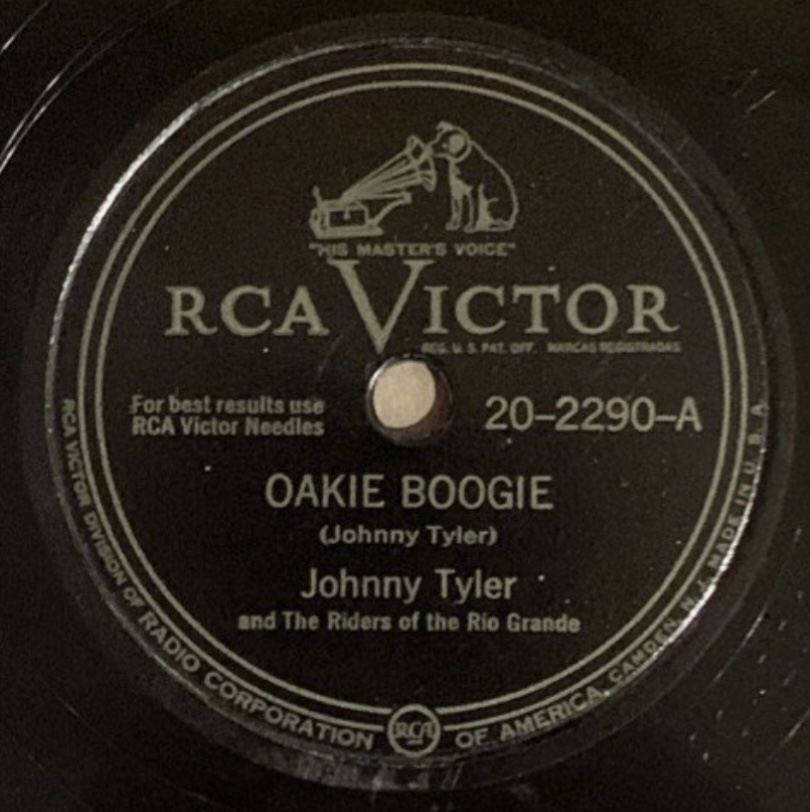 "HIS MASTER'S VOICE"
RCA VICTOR
REG. U. S. PAT. OFF. MARCAS REGISTRADAS
For best results use
RCA Victor Needles
20-2290-A
OAKIE BOOGIE
(Johnny Tyler)
Johnny Tyler
and The Riders of the Rio Grande
RCA VICTOR DIVISION OF RADIO CORPORATION OF AMERICA, CAMDEN, N. J. MADE IN U. S. A.
RCA